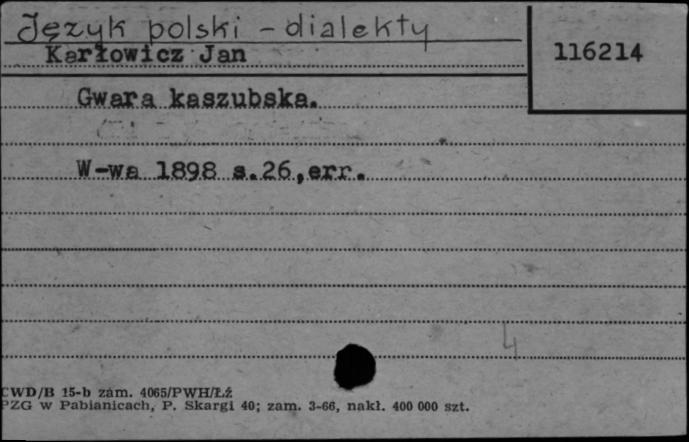 Język polski - dialekty
Karłowicz Jan
116214
Gwara kaszubska.
W-wa 1898 s.26,err.
4
CWD/B 15-b zam. 4065/PWH/Łź
PZG w Pabianicach, P. Skargi 40; zam. 3-66, nakł. 400 000 szt.